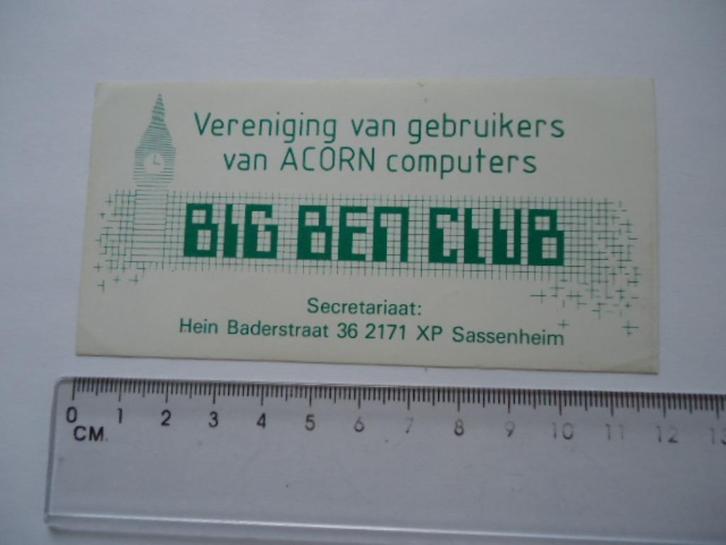 Vereniging van gebruikers
van ACORN computers
BIG BEN CLUB
Secretariaat:
Hein Baderstraat 36 2171 XP Sassenheim
0 1 2 3 4 5 6 7 8 9 10 11 12 13
CM.